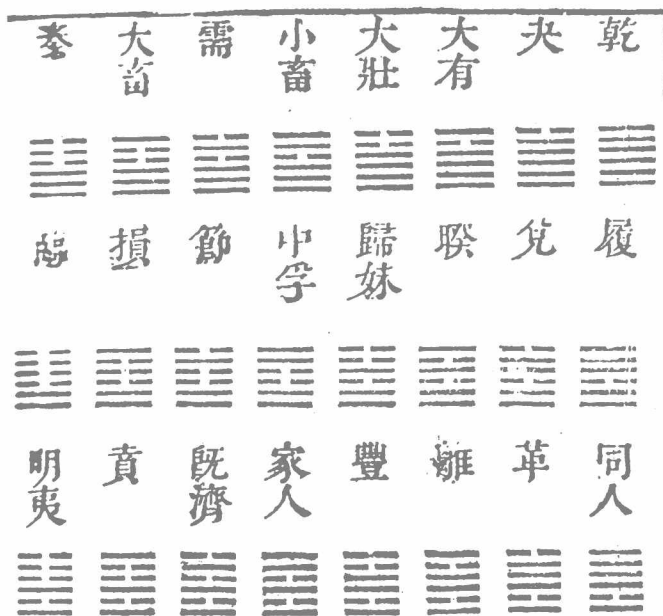 乾 夬 大有 大壯 小畜 需 大畜 泰
履 兌 睽 歸妹 中孚 節 損 臨
同人 革 離 豐 家人 既濟 賁 明夷